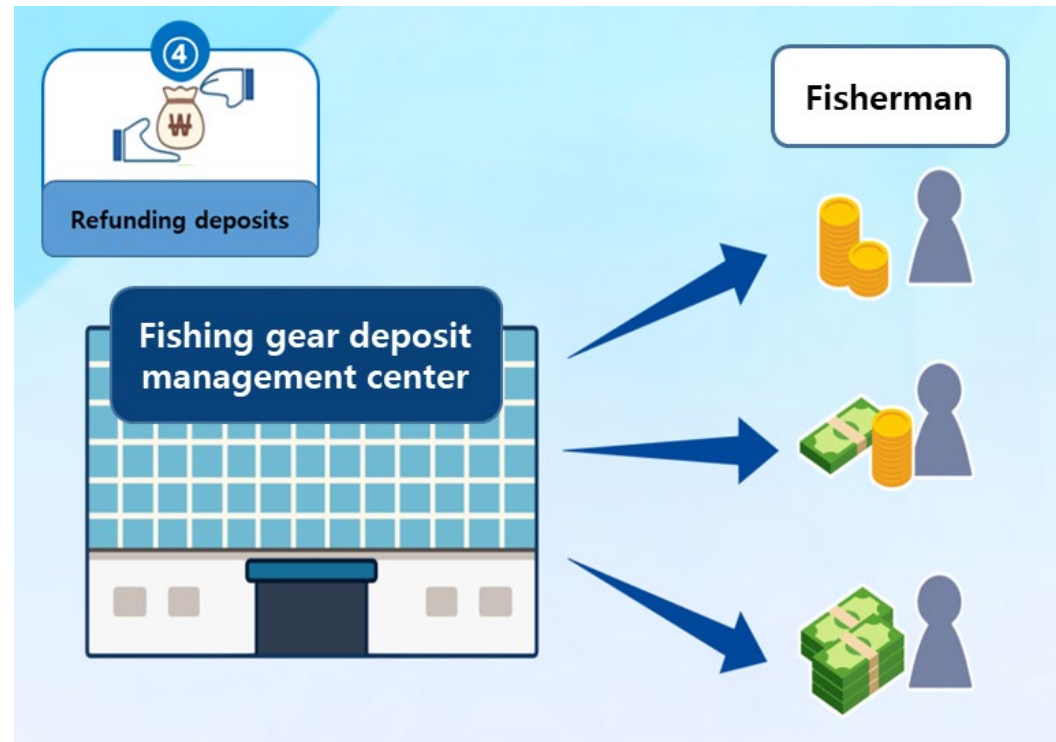 ④
₩
Refunding deposits
Fisherman
Fishing gear deposit
management center